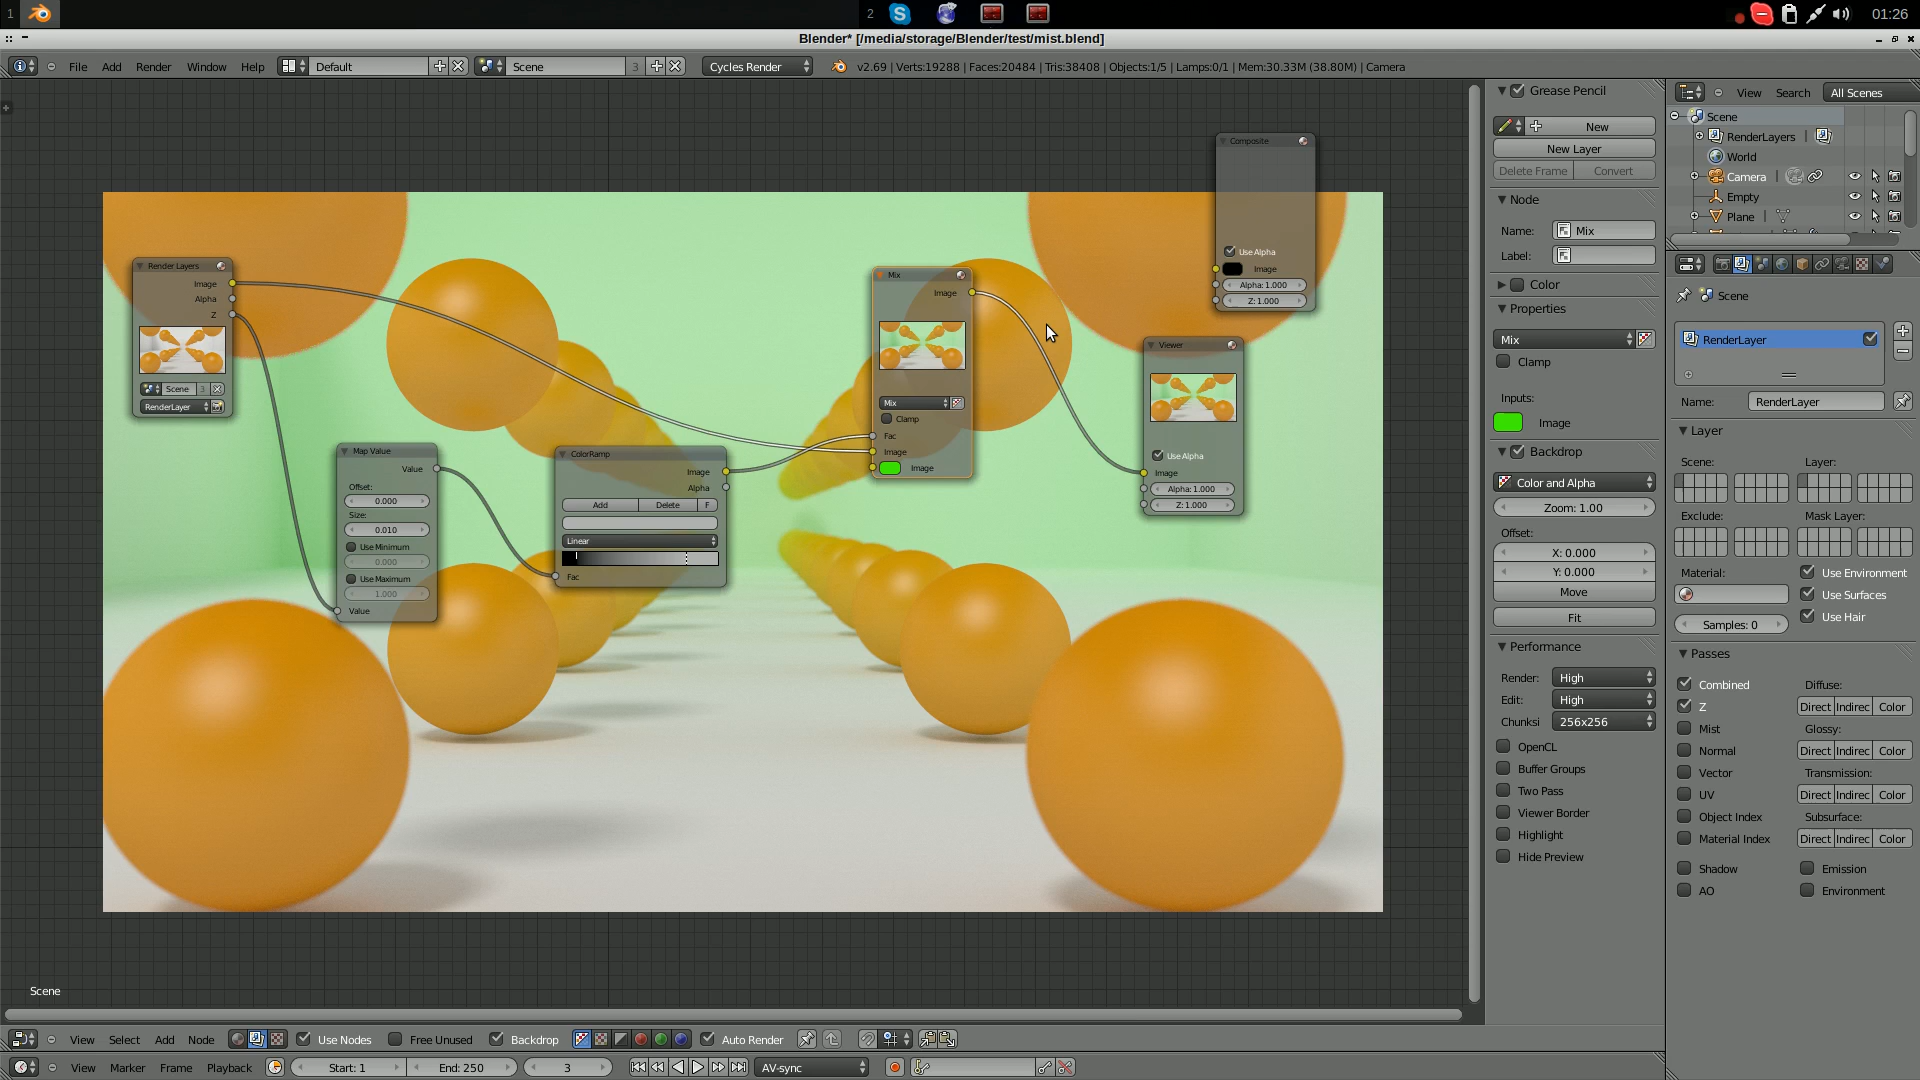 1
2
01:26
Blender* [/media/storage/Blender/test/mist.blend]
File Add Render Window Help
Default
Scene
3
Cycles Render
v2.69 | Verts:19288 | Faces:20484 | Tris:38408 | Objects:1/5 | Lamps:0/1 | Mem:30.33M (38.80M) | Camera
Render Layers
Image
Alpha
Z
Scene
3
RenderLayer
Map Value
Value
Offset:
0.000
Size:
0.010
Use Minimum
0.000
Use Maximum
1.000
Value
ColorRamp
Image
Alpha
Add
Delete
F
Linear
Fac
Mix
Image
Mix
Clamp
Fac
Image
Image
Composite
Use Alpha
Image
Alpha: 1.000
Z: 1.000
Viewer
Use Alpha
Image
Alpha: 1.000
Z: 1.000
Scene
Grease Pencil
New
New Layer
Delete Frame
Convert
Node
Name:
Mix
Label:
Color
Properties
Mix
Clamp
Inputs:
Image
Backdrop
Color and Alpha
Zoom: 1.00
Offset:
X: 0.000
Y: 0.000
Move
Fit
Performance
Render:
High
Edit:
High
Chunksi
256x256
OpenCL
Buffer Groups
Two Pass
Viewer Border
Highlight
Hide Preview
View Search
All Scenes
Scene
RenderLayers |
World
Camera |
Empty
Plane |
Scene
RenderLayer
Name:
RenderLayer
Layer
Scene:
Layer:
Exclude:
Mask Layer:
Material:
Use Environment
Use Surfaces
Samples: 0
Use Hair
Passes
Combined
Diffuse:
Z
Direct Indirec Color
Mist
Glossy:
Normal
Direct Indirec Color
Vector
Transmission:
UV
Direct Indirec Color
Object Index
Subsurface:
Material Index
Direct Indirec Color
Shadow
Emission
AO
Environment
View Select Add Node
Use Nodes
Free Unused
Backdrop
Auto Render
View Marker Frame Playback
Start: 1
End: 250
3
AV-sync